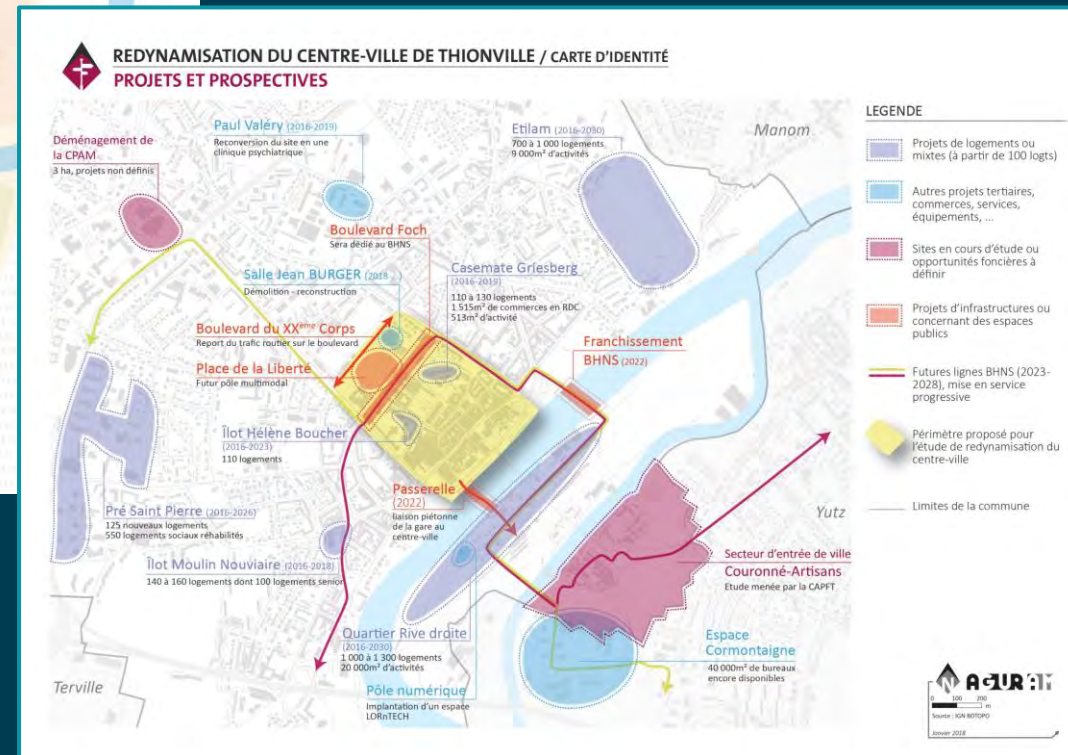 REDYNAMISATION DU CENTRE-VILLE DE THIONVILLE / CARTE D'IDENTITÉ
PROJETS ET PROSPECTIVES
Déménagement de
la CPAM
3 ha, projets non définis
Paul Valéry (2016-2019)
Reconversion du site en une
clinique psychiatrique
Etilam (2016-2030)
700 à 1 000 logements
9 000m² d'activités
Manom
Boulevard Foch
Sera dédié au BHNS
Salle Jean BURGER (2018 ...)
Démolition - reconstruction
Casemate Griesberg
(2016-2019)
110 à 130 logements
1 515m² de commerces en RDC
513m² d'activité
Boulevard du XXème Corps
Report du trafic routier sur le boulevard
Place de la Liberté
Futur pôle multimodal
Franchissement
BHNS (2022)
Îlot Hélène Boucher
(2016-2023)
110 logements
Passerelle
(2022)
liaison piétonne
de la gare au
centre-ville
Pré Saint Pierre (2016-2026)
125 nouveaux logements
550 logements sociaux réhabilités
Îlot Moulin Nouviaire (2016-2018)
140 à 160 logements dont 100 logements senior
Yutz
Secteur d'entrée de ville
Couronné-Artisans
Etude menée par la CAPFT
Quartier Rive droite
(2016-2030)
1 000 à 1 300 logements
20 000m² d'activités
Espace
Cormontaigne
40 000m² de bureaux
encore disponibles
Terville
Pôle numérique
Implantation d'un espace
LORnTECH
LEGENDE
Projets de logements ou
mixtes (à partir de 100 logts)
Autres projets tertiaires,
commerces, services,
équipements, ...
Sites en cours d'étude ou
opportunités foncières à
définir
Projets d'infrastructures ou
concernant des espaces
publics
Futures lignes BHNS (2023-
2028), mise en service
progressive
Périmètre proposé pour
l'étude de redynamisation du
centre-ville
Limites de la commune
N AGURAM
0 100 200
m
Source : IGN BDTOPO
Janvier 2018